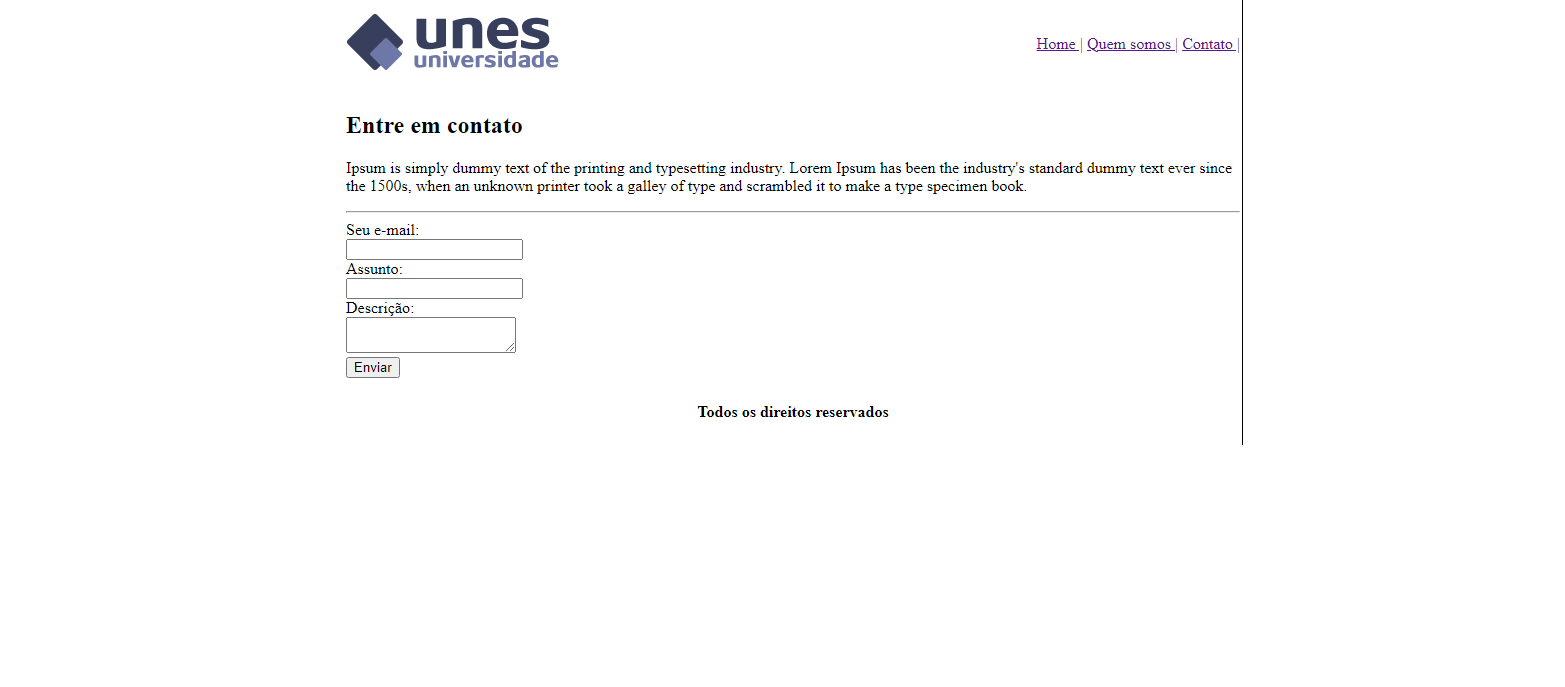 unes
universidade
Home | Quem somos | Contato |
Entre em contato
Ipsum is simply dummy text of the printing and typesetting industry. Lorem Ipsum has been the industry's standard dummy text ever since
the 1500s, when an unknown printer took a galley of type and scrambled it to make a type specimen book.
Seu e-mail:
Assunto:
Descrição:
Enviar
Todos os direitos reservados